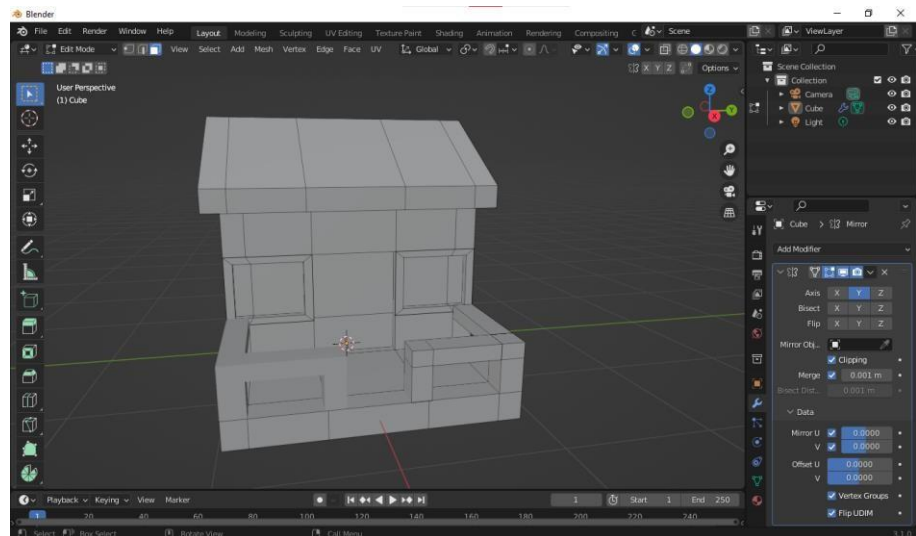 Blender
File Edit Render Window Help Layout Modeling Sculpting UV Editing Texture Paint Shading Animation Rendering Compositing Scene ViewLayer
Edit Mode View Select Add Mesh Vertex Edge Face UV Global
X Y Z Options
User Perspective
(1) Cube
Z
Y
X
Scene Collection
Collection
Camera
Cube
Light
Cube > Mirror
Add Modifier
Axis X Y Z
Bisect X Y Z
Flip X Y Z
Mirror Obj..
Clipping
Merge 0.001 m
Bisect Dist.. 0.001 m
Data
Mirror U 0.0000
V 0.0000
Offset U 0.0000
V 0.0000
Vertex Groups
Flip UDIM
Playback Keying View Marker 1 Start 1 End 250
1 20 40 60 80 100 120 140 160 180 200 220 240
Select Box Select Rotate View Call Menu 3.1.0